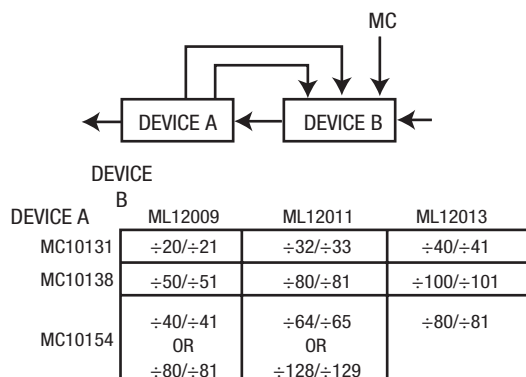 MC
DEVICE A DEVICE B
DEVICE
B
DEVICE A ML12009 ML12011 ML12013
MC10131 ÷20/÷21 ÷32/÷33 ÷40/÷41
MC10138 ÷50/÷51 ÷80/÷81 ÷100/÷101
MC10154 ÷40/÷41 ÷64/÷65 ÷80/÷81
OR OR
÷80/÷81 ÷128/÷129